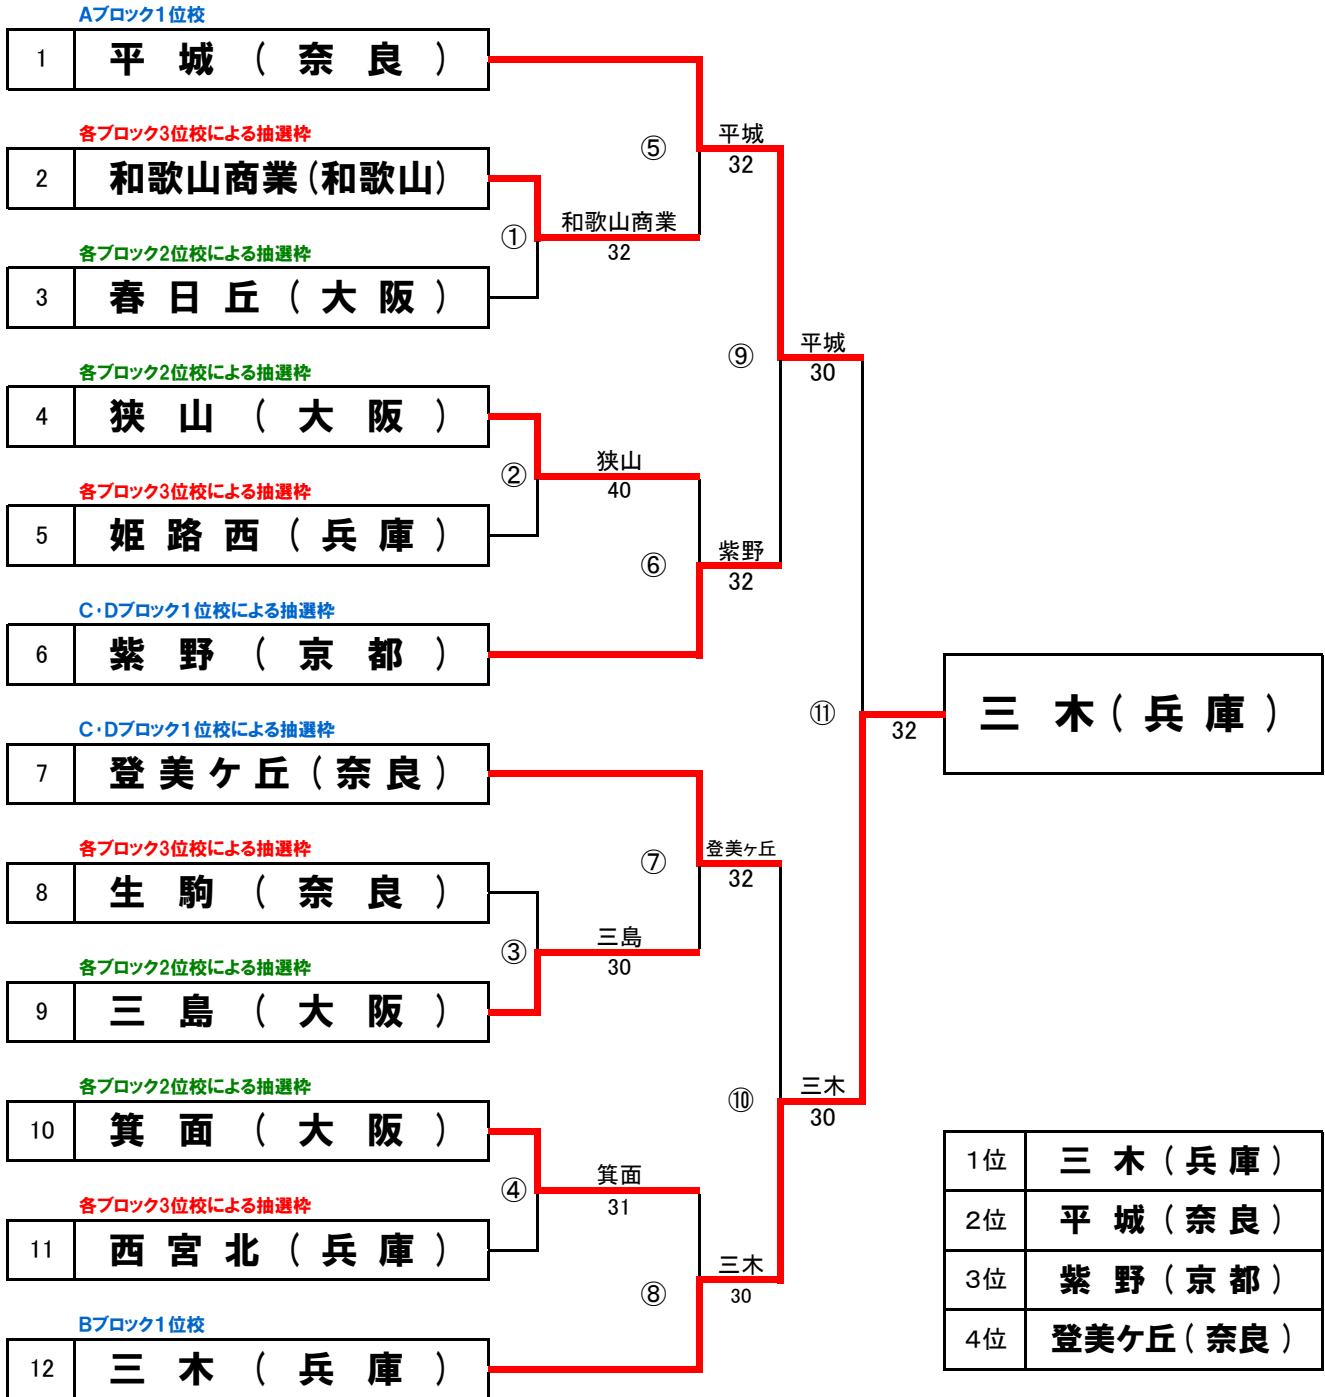 Aブロック1位校
1 平城(奈良)
各ブロック3位校による抽選枠
2 和歌山商業(和歌山)
各ブロック2位校による抽選枠
3 春日丘(大阪)
各ブロック2位校による抽選枠
4 狭山(大阪)
各ブロック3位校による抽選枠
5 姫路西(兵庫)
C・Dブロック1位校による抽選枠
6 紫野(京都)
C・Dブロック1位校による抽選枠
7 登美ケ丘(奈良)
各ブロック3位校による抽選枠
8 生駒(奈良)
各ブロック2位校による抽選枠
9 三島(大阪)
各ブロック2位校による抽選枠
10 箕面(大阪)
各ブロック3位校による抽選枠
11 西宮北(兵庫)
Bブロック1位校
12 三木(兵庫)
①
和歌山商業
32
②
狭山
40
③
三島
30
④
箕面
31
⑤
平城
32
⑥
紫野
32
⑦
登美ヶ丘
32
⑧
三木
30
⑨
平城
30
⑩
三木
30
⑪
32
三木(兵庫)
1位 三木(兵庫)
2位 平城(奈良)
3位 紫野(京都)
4位 登美ケ丘(奈良)